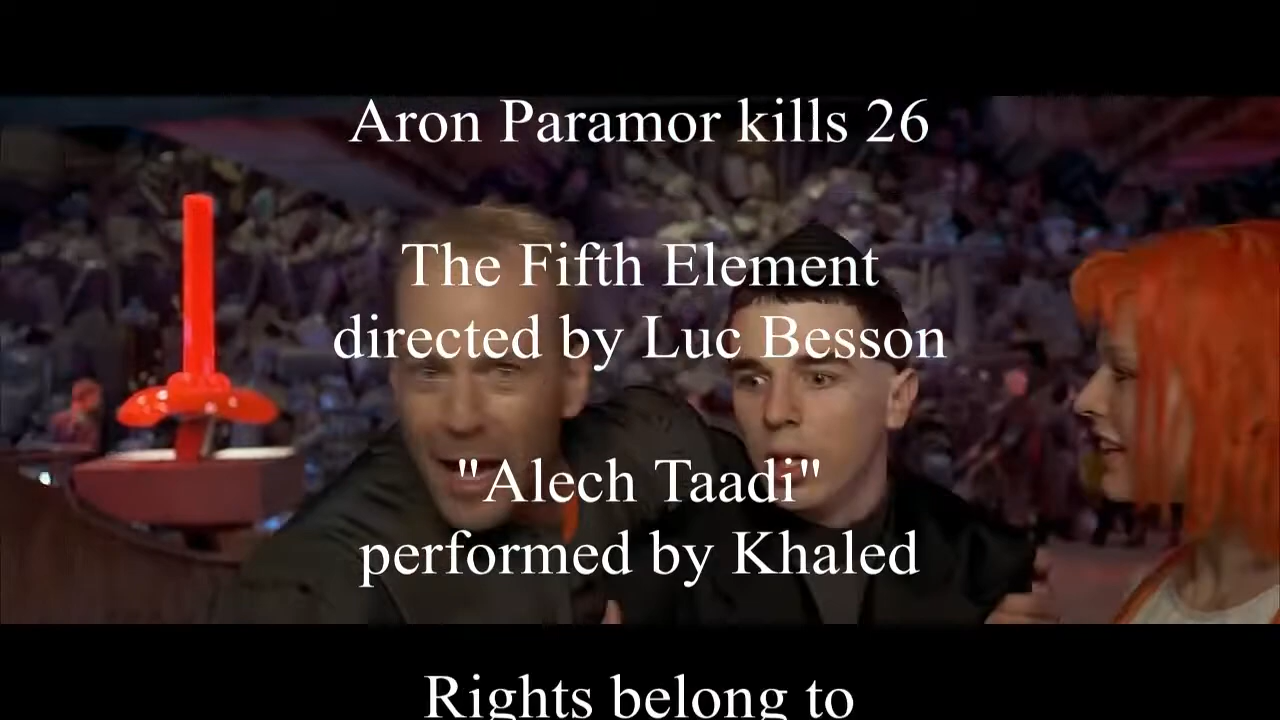 Aron Paramor kills 26
The Fifth Element
directed by Luc Besson
"Alech Taadi"
performed by Khaled
Rights belong to